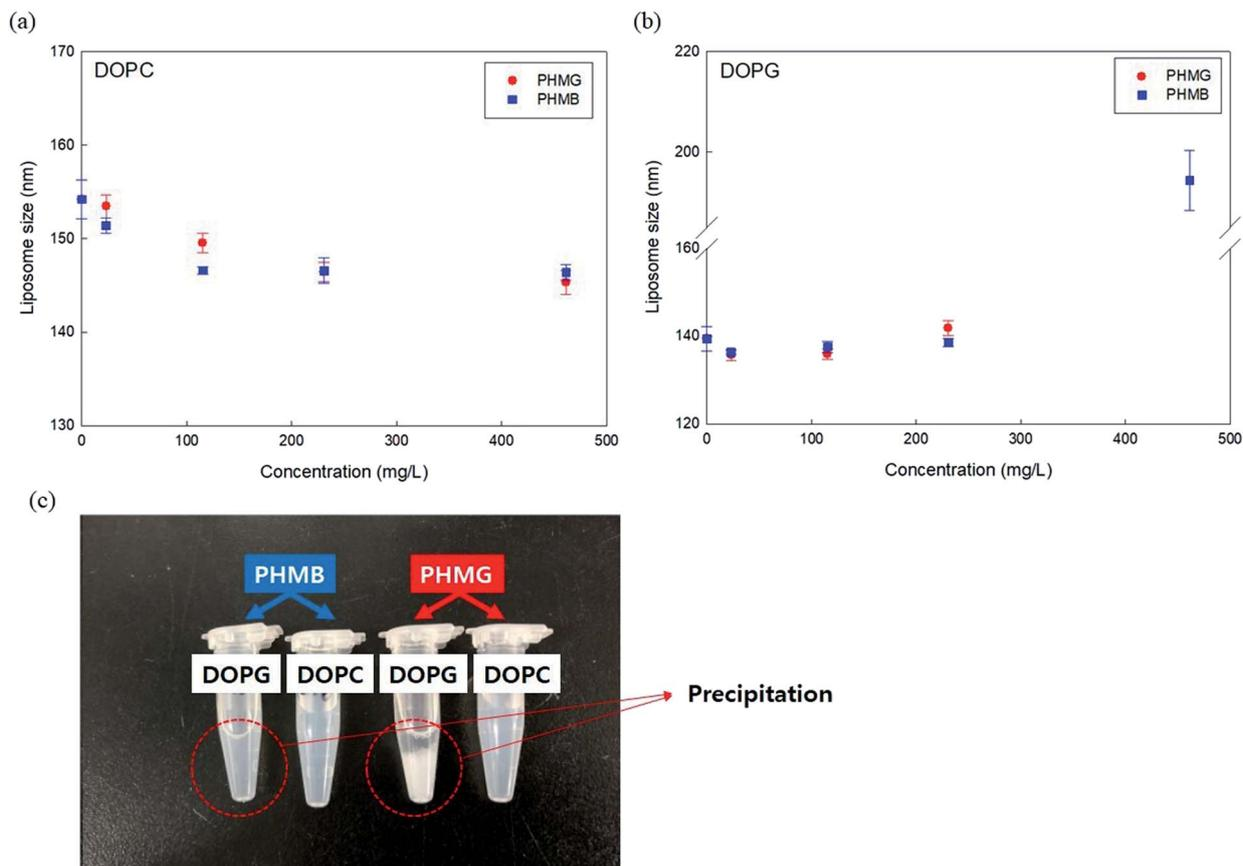 (a)
170
DOPC
PHMG
PHMB
160
150
140
130
Liposome size (nm)
0 100 200 300 400 500
Concentration (mg/L)
(b)
220
DOPG
PHMG
PHMB
200
160
140
120
Liposome size (nm)
0 100 200 300 400 500
Concentration (mg/L)
(c)
PHMB PHMG
DOPG DOPC DOPG DOPC
Precipitation